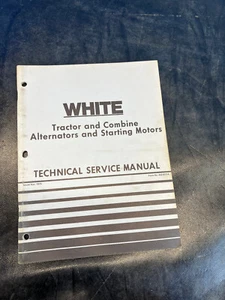 WHITE
Tractor and Combine
Alternators and Starting Motors
TECHNICAL SERVICE MANUAL